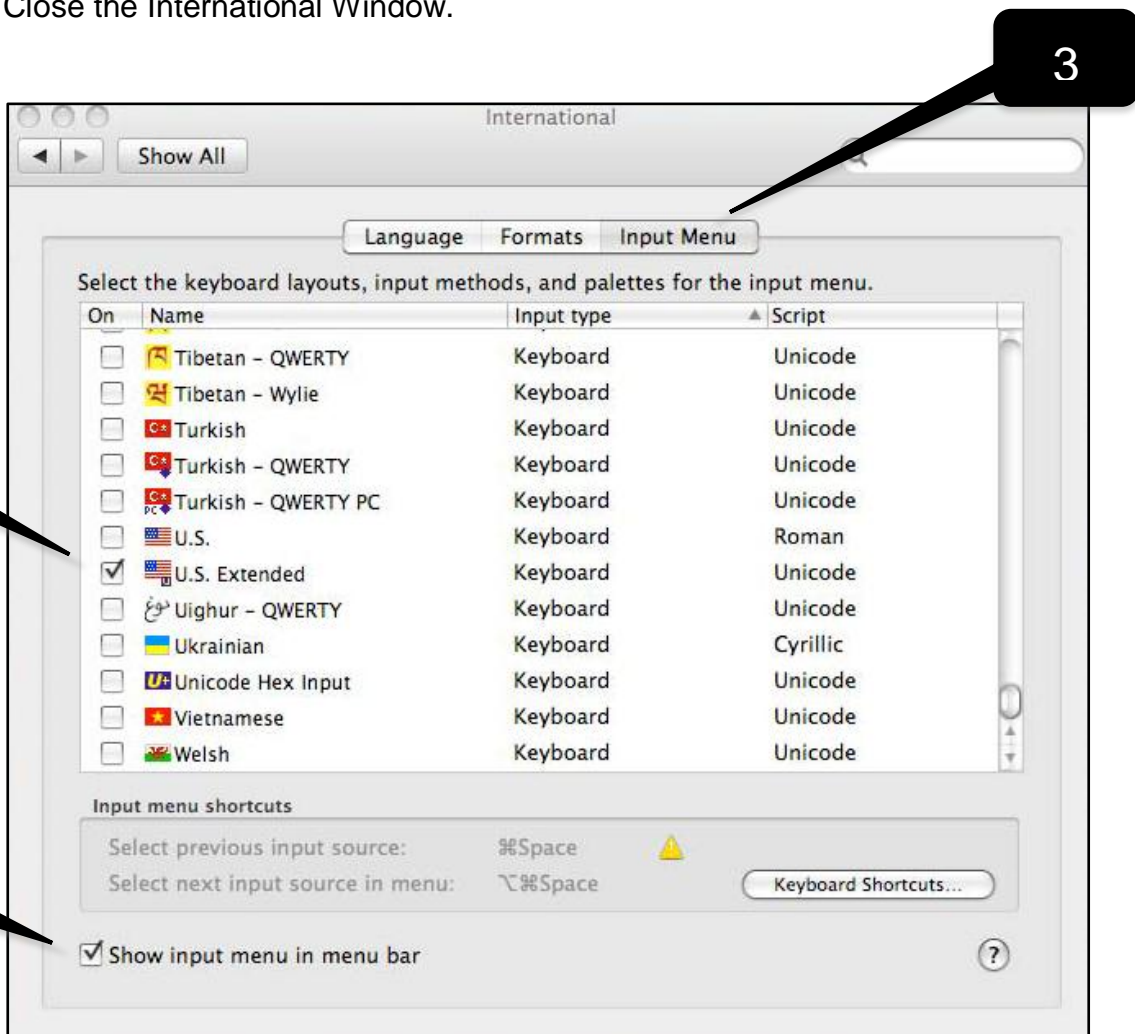 Close the International Window.
3
International
Show All
Language Formats Input Menu
Select the keyboard layouts, input methods, and palettes for the input menu.
On Name Input type Script
Tibetan – QWERTY Keyboard Unicode
Tibetan – Wylie Keyboard Unicode
Turkish Keyboard Unicode
Turkish – QWERTY Keyboard Unicode
Turkish – QWERTY PC Keyboard Unicode
U.S. Keyboard Roman
U.S. Extended Keyboard Unicode
Uighur – QWERTY Keyboard Unicode
Ukrainian Keyboard Cyrillic
Unicode Hex Input Keyboard Unicode
Vietnamese Keyboard Unicode
Welsh Keyboard Unicode
Input menu shortcuts
Select previous input source: ⌘Space
Select next input source in menu: ⌥⌘Space Keyboard Shortcuts...
Show input menu in menu bar ?